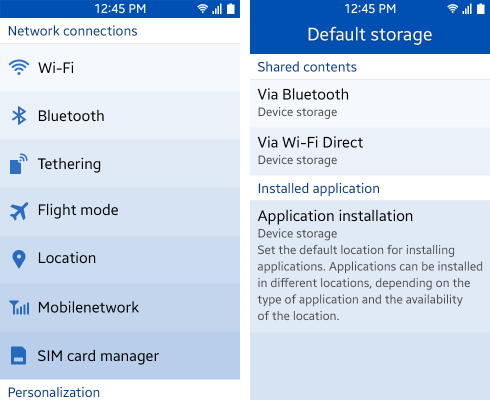 12:45 PM
Network connections
Wi-Fi
Bluetooth
Tethering
Flight mode
Location
Mobilenetwork
SIM card manager
Personalization
12:45 PM
Default storage
Shared contents
Via Bluetooth
Device storage
Via Wi-Fi Direct
Device storage
Installed application
Application installation
Device storage
Set the default location for installing
applications. Applications can be installed
in different locations, depending on the
type of application and the availability
of the location.